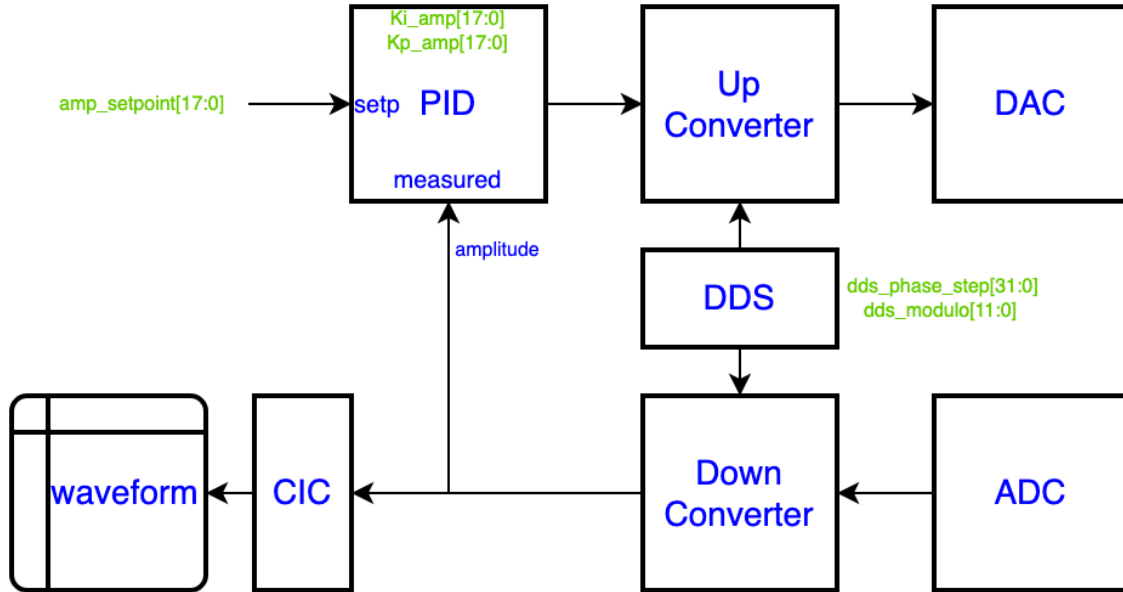 Ki_amp[17:0]
Kp_amp[17:0]
amp_setpoint[17:0]
setp
PID
measured
Up
Converter
DAC
amplitude
DDS
dds_phase_step[31:0]
dds_modulo[11:0]
waveform
CIC
Down
Converter
ADC